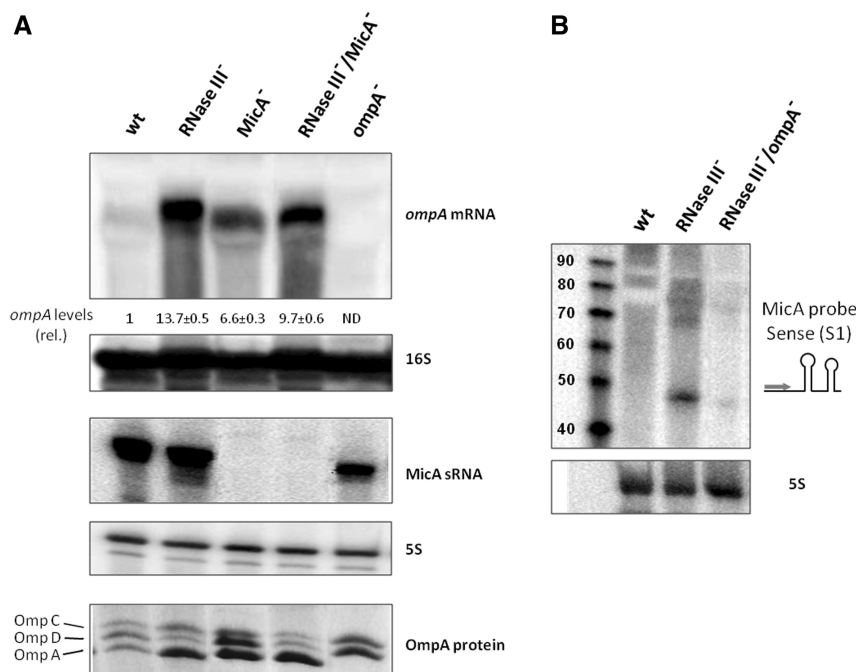 A
wt
RNase III⁻
MicA⁻
RNase III⁻/MicA⁻
ompA⁻
ompA mRNA
ompA levels
(rel.)
1 13.7±0.5 6.6±0.3 9.7±0.6 ND
16S
MicA sRNA
5S
Omp C
Omp D
Omp A
OmpA protein
B
wt
RNase III⁻
RNase III⁻/ompA⁻
90
80
70
60
50
40
MicA probe
Sense (S1)
5S